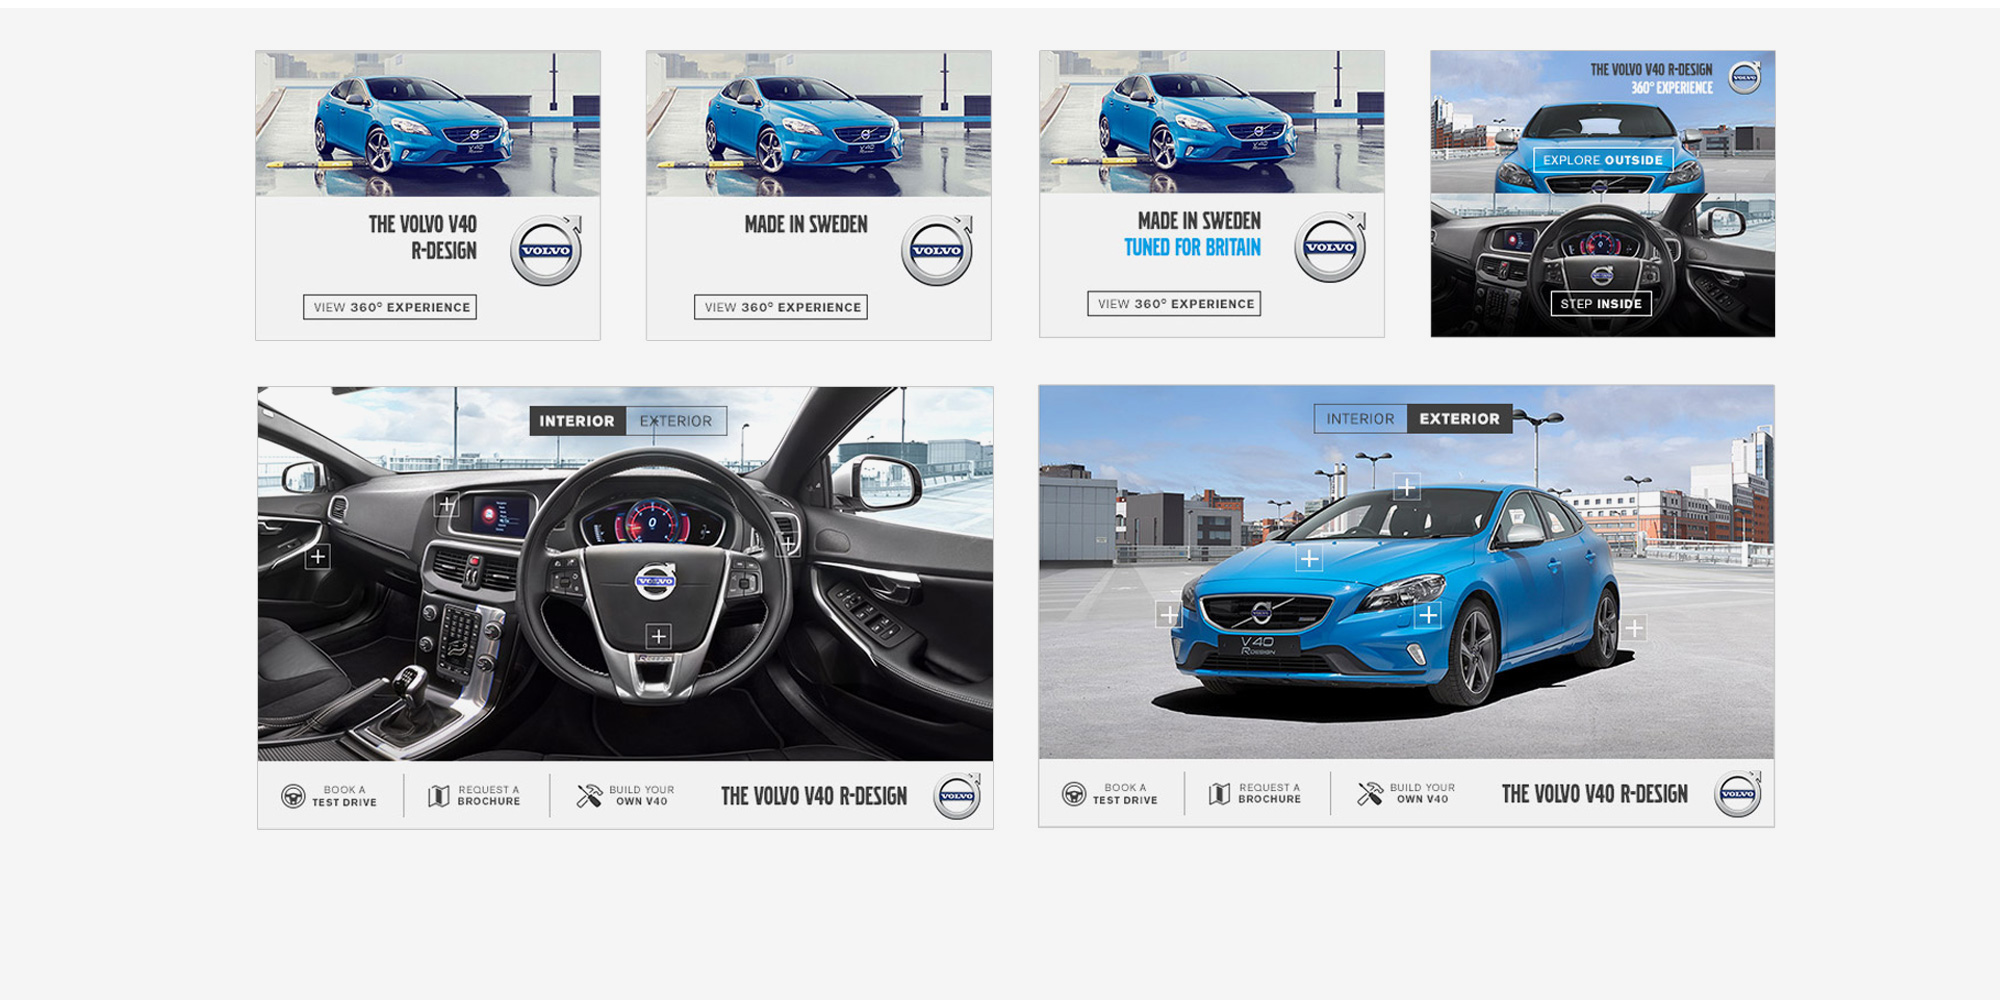 THE VOLVO V40
R-DESIGN
VOLVO
VIEW 360° EXPERIENCE
MADE IN SWEDEN
VOLVO
VIEW 360° EXPERIENCE
MADE IN SWEDEN
TUNED FOR BRITAIN
VOLVO
VIEW 360° EXPERIENCE
THE VOLVO V40 R-DESIGN
360° EXPERIENCE
VOLVO
EXPLORE OUTSIDE
STEP INSIDE
INTERIOR EXTERIOR
VOLVO
BOOK A
TEST DRIVE
REQUEST A
BROCHURE
BUILD YOUR
OWN V40
THE VOLVO V40 R-DESIGN
VOLVO
INTERIOR EXTERIOR
V40
R-DESIGN
BOOK A
TEST DRIVE
REQUEST A
BROCHURE
BUILD YOUR
OWN V40
THE VOLVO V40 R-DESIGN
VOLVO